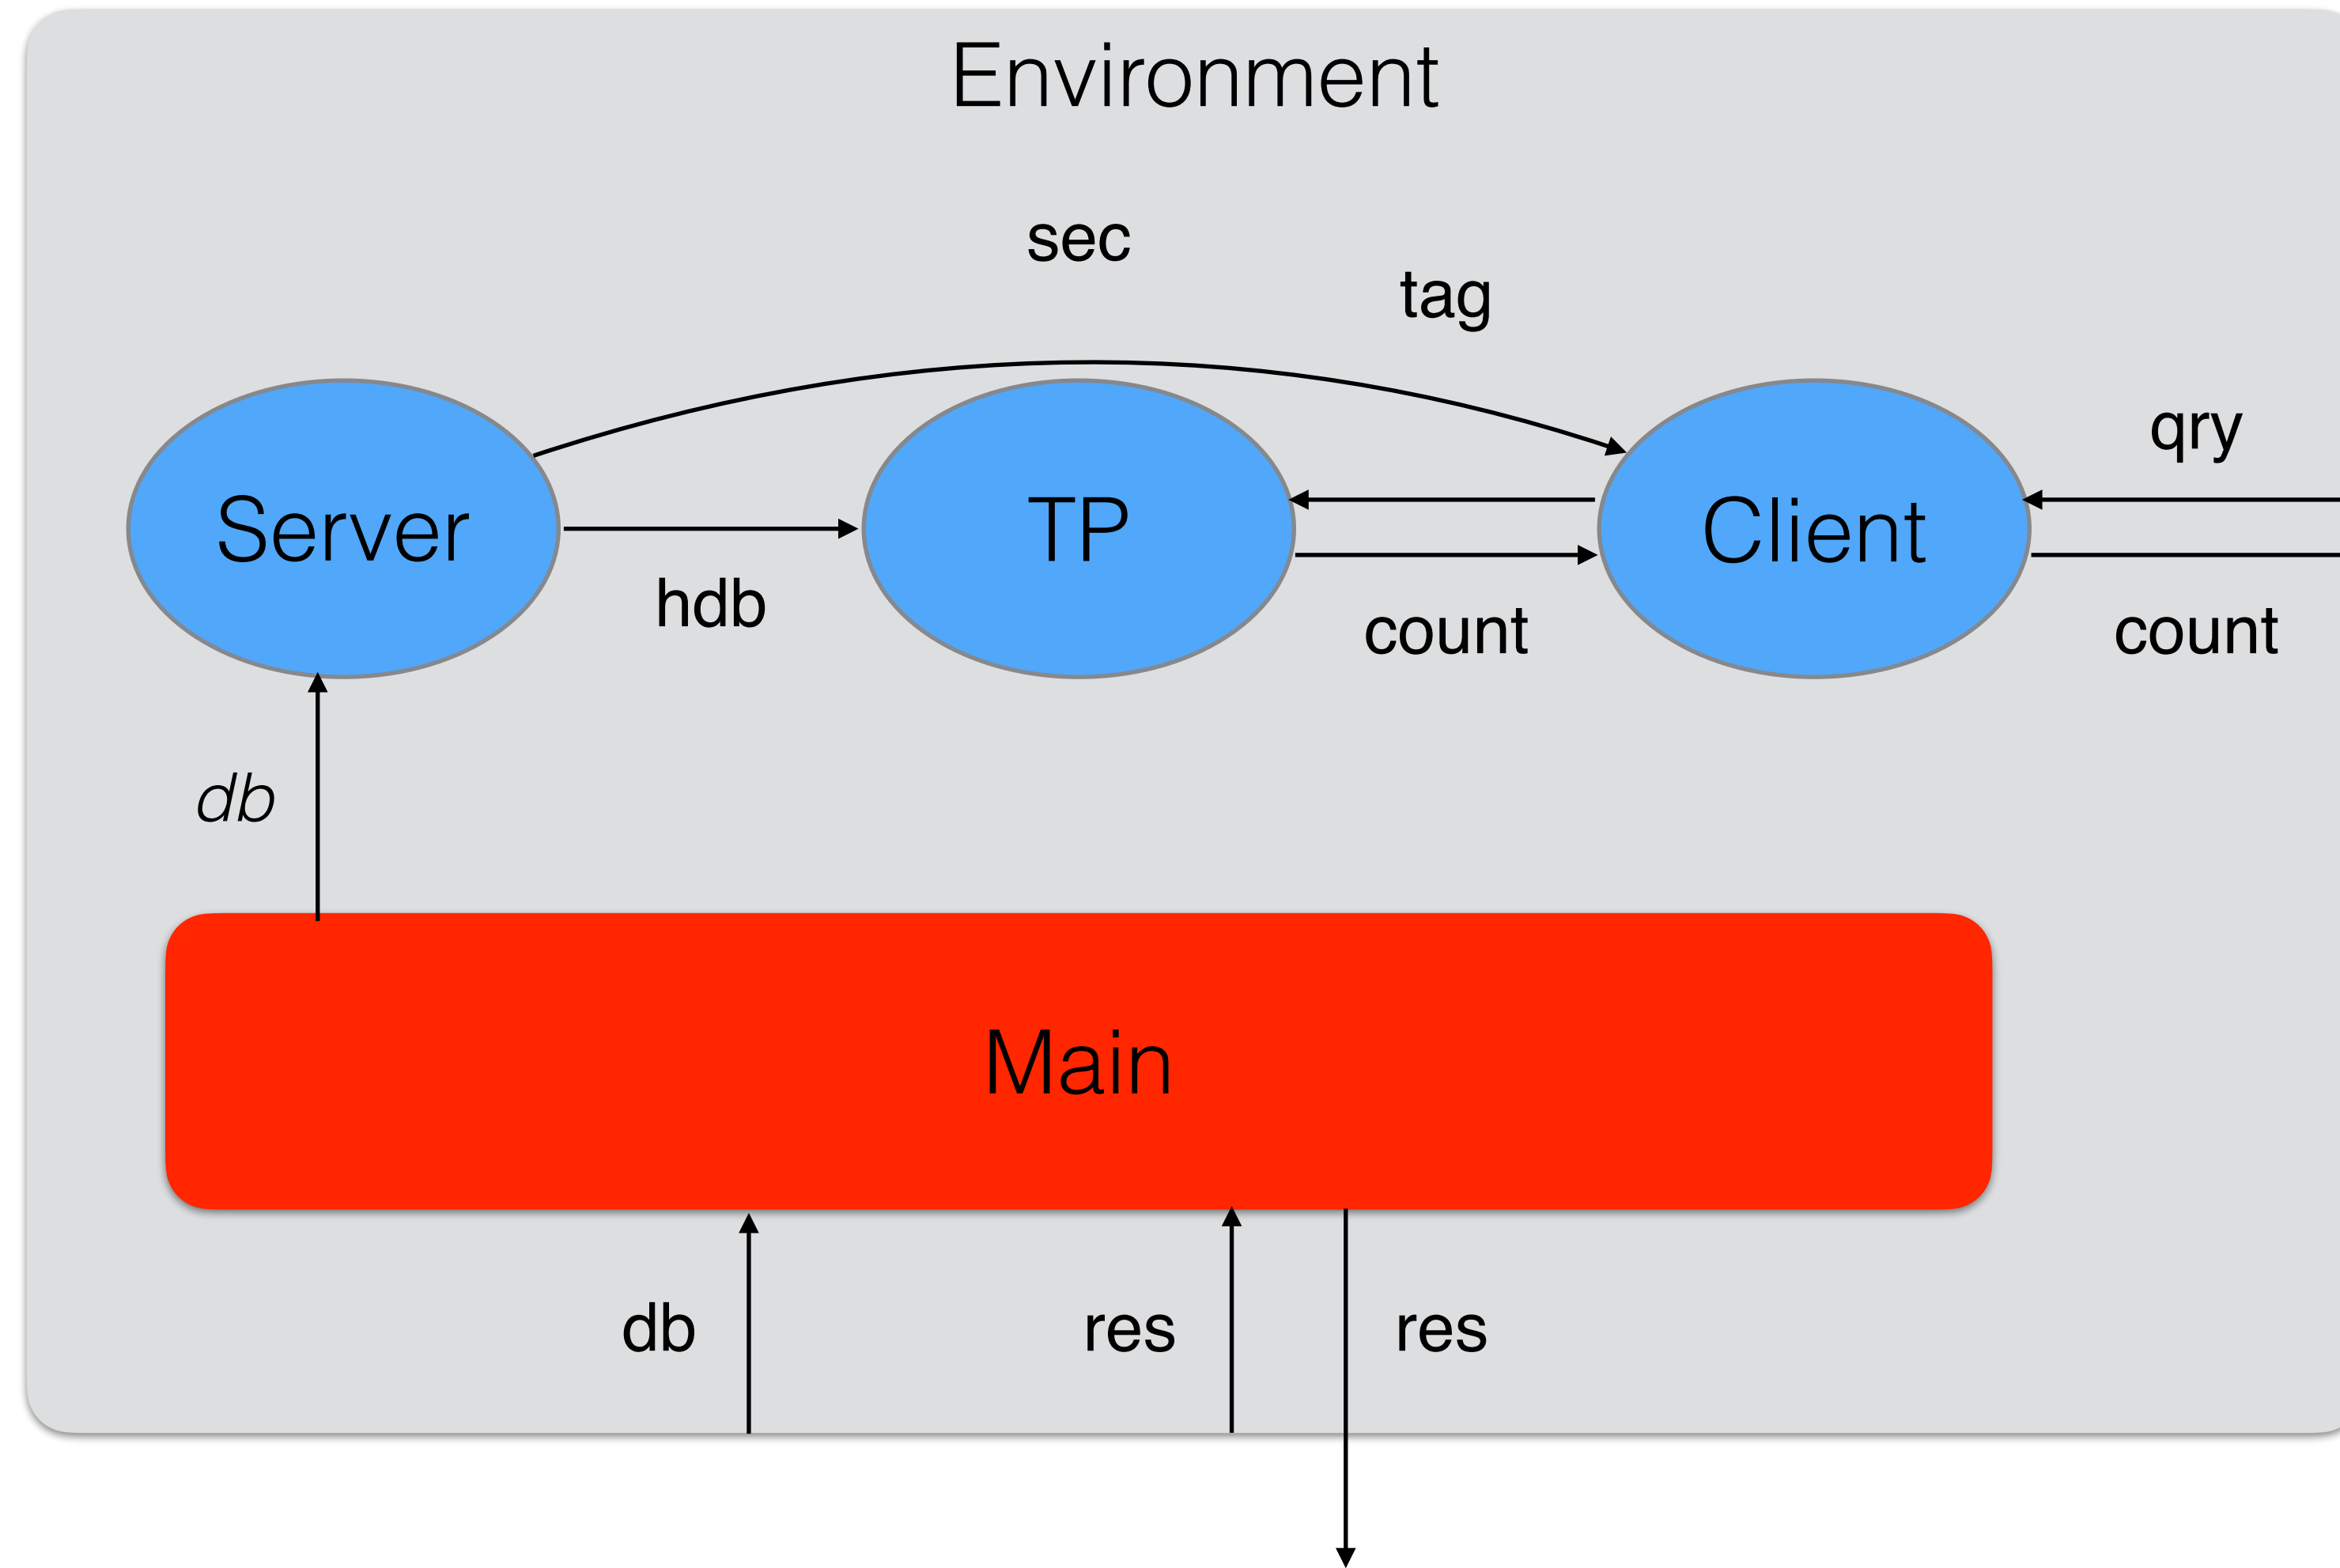 Environment
sec
tag
qry
Server
TP
Client
hdb
count
count
db
Main
db
res
res